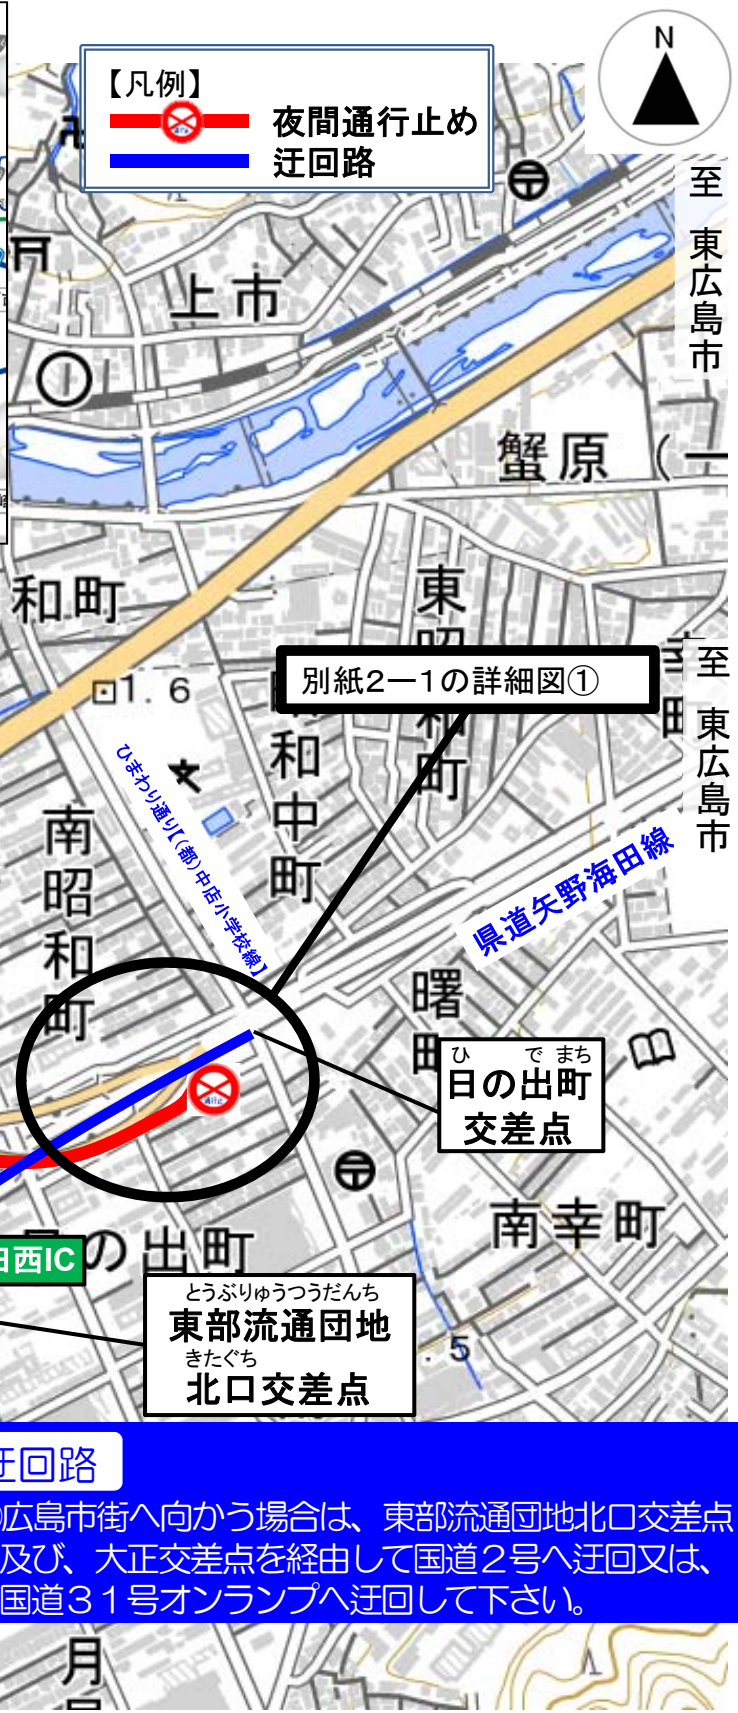 N
【凡例】
夜間通行止め
迂回路
至 東広島市
上市
蟹原（一
和町
東昭和町
別紙2ー1の詳細図①
至 東広島市
1.6
昭和中町
ひまわり通り【(都)中店小学校線】
南昭和町
県道矢野海田線
曙町
ひ で まち
日の出町
交差点
南幸町
の出町
西IC
とうぶりゅうつうだんち
東部流通団地
きたぐち
北口交差点
.5
迂回路
広島市街へ向かう場合は、東部流通団地北口交差点
及び、大正交差点を経由して国道２号へ迂回又は、
国道３１号オンランプへ迂回して下さい。
月